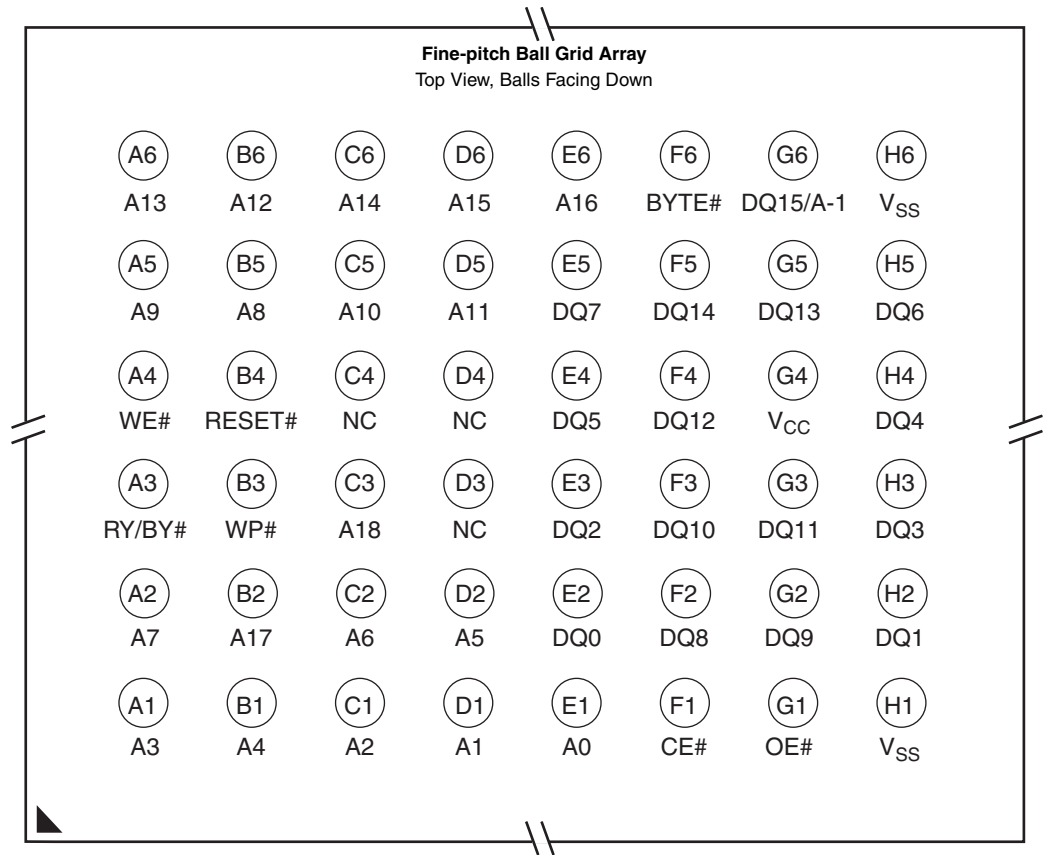 Fine-pitch Ball Grid Array
Top View, Balls Facing Down
A6 B6 C6 D6 E6 F6 G6 H6
A13 A12 A14 A15 A16 BYTE# DQ15/A-1 VSS
A5 B5 C5 D5 E5 F5 G5 H5
A9 A8 A10 A11 DQ7 DQ14 DQ13 DQ6
A4 B4 C4 D4 E4 F4 G4 H4
WE# RESET# NC NC DQ5 DQ12 VCC DQ4
A3 B3 C3 D3 E3 F3 G3 H3
RY/BY# WP# A18 NC DQ2 DQ10 DQ11 DQ3
A2 B2 C2 D2 E2 F2 G2 H2
A7 A17 A6 A5 DQ0 DQ8 DQ9 DQ1
A1 B1 C1 D1 E1 F1 G1 H1
A3 A4 A2 A1 A0 CE# OE# VSS